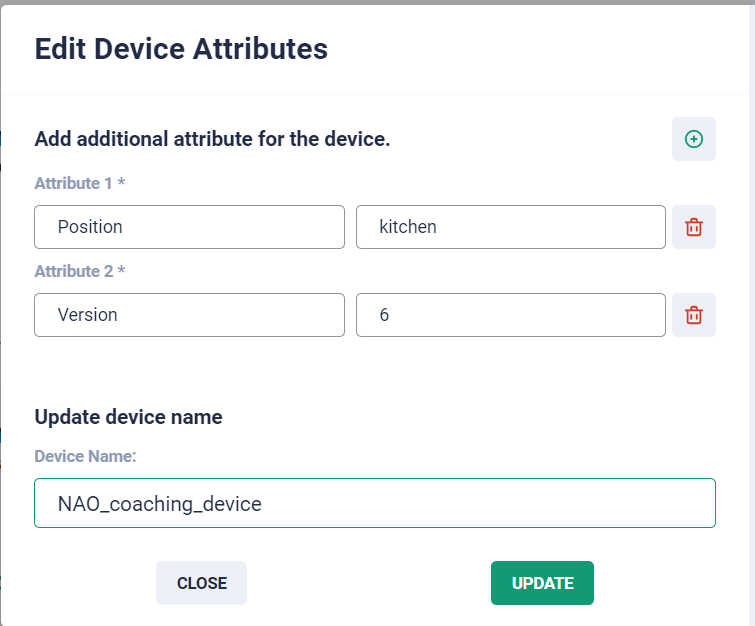 Edit Device Attributes
Add additional attribute for the device.
Attribute 1 *
Position kitchen
Attribute 2 *
Version 6
Update device name
Device Name:
NAO_coaching_device
CLOSE UPDATE